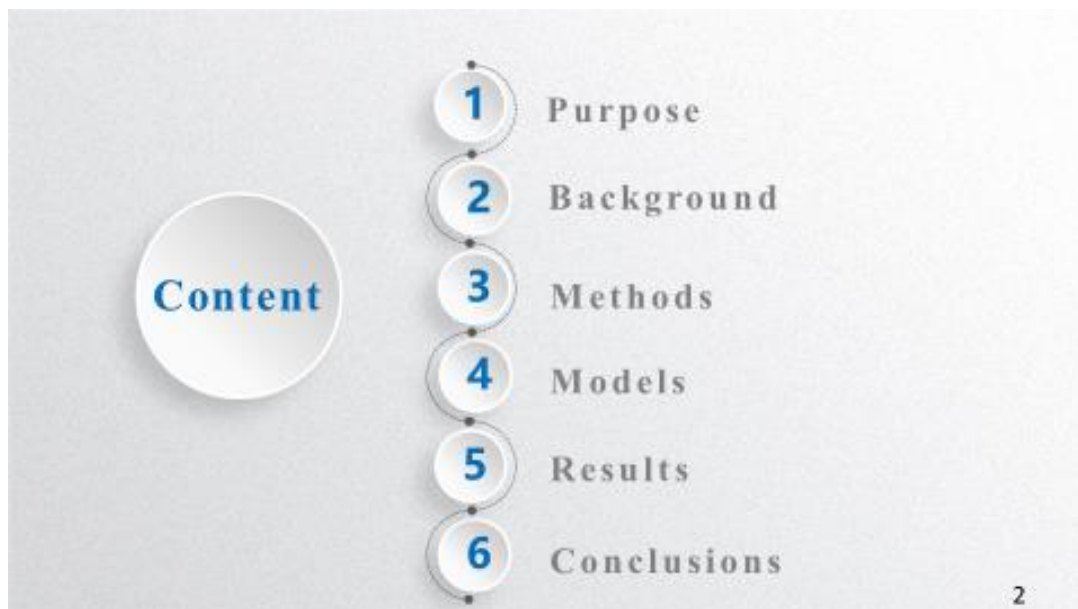 Content
1 Purpose
2 Background
3 Methods
4 Models
5 Results
6 Conclusions
2